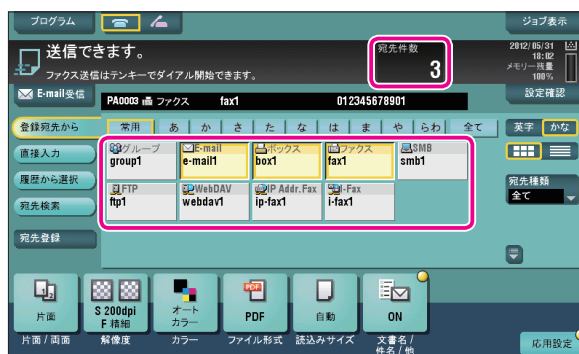 プログラム
ジョブ表示
送信できます。
ファクス送信はテンキーでダイアル開始できます。
宛先件数
3
2012/05/31
18:02
メモリー残量
100%
E-mail受信
PA0003 ファクス fax1 012345678901
設定確認
登録宛先から
常用 あ か さ た な は ま や らわ 全て
英字 かな
直接入力
履歴から選択
宛先検索
宛先登録
グループ
group1
E-mail
e-mail1
ボックス
box1
ファクス
fax1
SMB
smb1
FTP
ftp1
WebDAV
webdav1
IP Addr.Fax
ip-fax1
I-Fax
i-fax1
宛先種類
全て
片面
S 200dpi
F 精細
オート
カラー
PDF
PDF
自動
ON
片面/両面
解像度
カラー
ファイル形式
読込みサイズ
文書名/
件名/他
応用設定